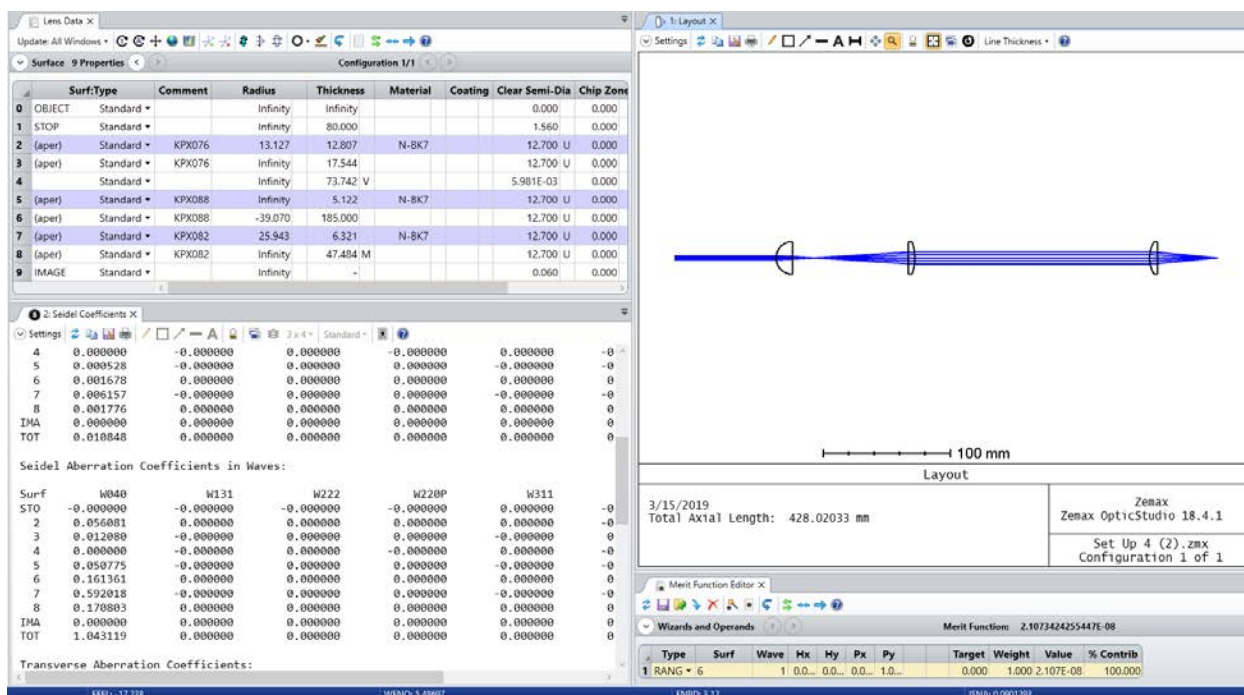 Lens Data ×
Update: All Windows
Surface 9 Properties Configuration 1/1
Surf:Type Comment Radius Thickness Material Coating Clear Semi-Dia Chip Zone
0 OBJECT Standard Infinity Infinity 0.000 0.000
1 STOP Standard Infinity 80.000 1.560 0.000
2 (aper) Standard KPX076 13.127 12.807 N-BK7 12.700 U 0.000
3 (aper) Standard KPX076 Infinity 17.544 12.700 U 0.000
4 Standard Infinity 73.742 V 5.981E-03 0.000
5 (aper) Standard KPX088 Infinity 5.122 N-BK7 12.700 U 0.000
6 (aper) Standard KPX088 -39.070 185.000 12.700 U 0.000
7 (aper) Standard KPX082 25.943 6.321 N-BK7 12.700 U 0.000
8 (aper) Standard KPX082 Infinity 47.484 M 12.700 U 0.000
9 IMAGE Standard Infinity - 0.060 0.000
2: Seidel Coefficients ×
Settings 3 x 4 Standard
4 0.000000 -0.000000 0.000000 -0.000000 0.000000 -0
5 0.000528 -0.000000 0.000000 0.000000 -0.000000 -0
6 0.001678 0.000000 0.000000 0.000000 0.000000 0
7 0.006157 -0.000000 0.000000 0.000000 -0.000000 -0
8 0.001776 0.000000 0.000000 0.000000 0.000000 0
IMA 0.000000 0.000000 0.000000 0.000000 0.000000 0
TOT 0.010848 0.000000 0.000000 0.000000 0.000000 0
Seidel Aberration Coefficients in Waves:
Surf W040 W131 W222 W220P W311
STO -0.000000 -0.000000 -0.000000 -0.000000 -0.000000 -0
2 0.056081 0.000000 0.000000 0.000000 0.000000 -0
3 0.012080 -0.000000 0.000000 0.000000 -0.000000 0
4 0.000000 -0.000000 0.000000 -0.000000 0.000000 -0
5 0.050775 -0.000000 0.000000 0.000000 -0.000000 -0
6 0.161361 0.000000 0.000000 0.000000 0.000000 0
7 0.592018 -0.000000 0.000000 0.000000 -0.000000 -0
8 0.170803 0.000000 0.000000 0.000000 0.000000 0
IMA 0.000000 0.000000 0.000000 0.000000 0.000000 0
TOT 1.043119 0.000000 0.000000 0.000000 0.000000 0
Transverse Aberration Coefficients:
1: Layout ×
Settings Line Thickness
100 mm
Layout
3/15/2019
Total Axial Length: 428.02033 mm
Zemax
Zemax OpticStudio 18.4.1
Set Up 4 (2).zmx
Configuration 1 of 1
Merit Function Editor ×
Wizards and Operands Merit Function: 2.1073424255447E-08
Type Surf Wave Hx Hy Px Py Target Weight Value % Contrib
1 RANG 6 1 0.0... 0.0... 0.0... 1.0... 0.000 1.000 2.107E-08 100.000